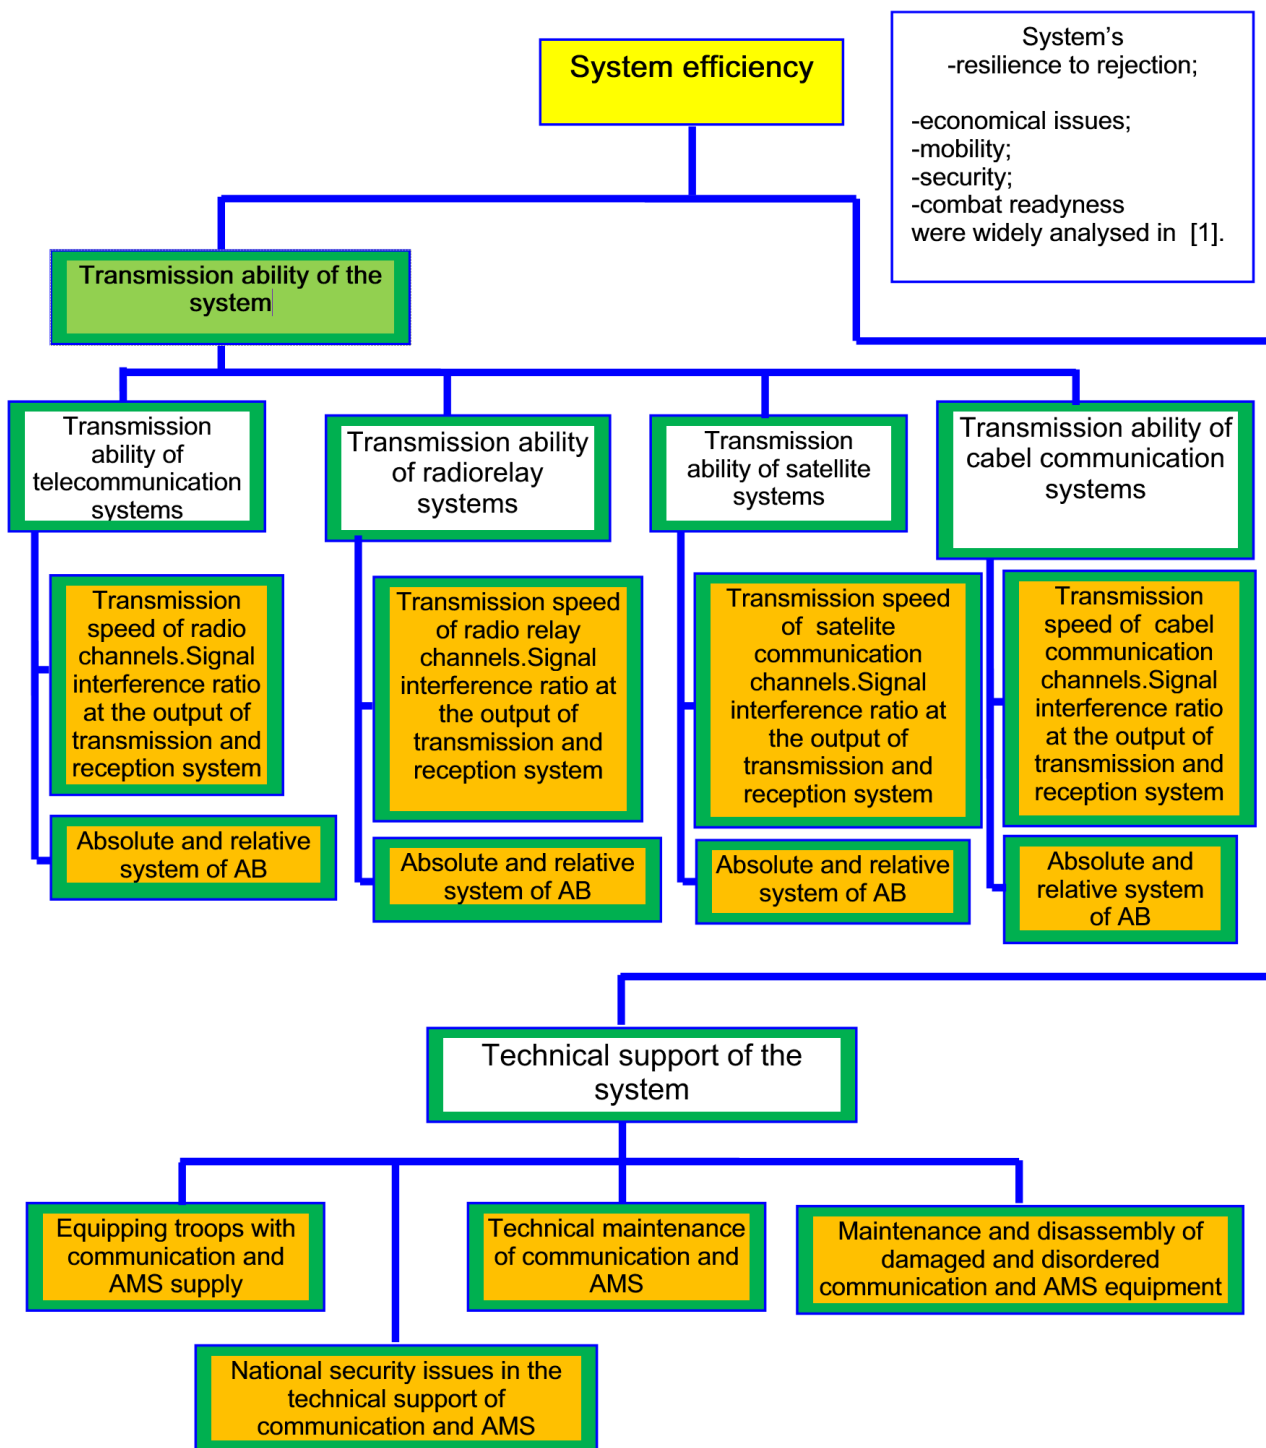 System efficiency
System's
-resilience to rejection;
-economical issues;
-mobility;
-security;
-combat readyness
were widely analysed in [1].
Transmission ability of the
system
Transmission
ability of
telecommunication
systems
Transmission ability
of radiorelay
systems
Transmission
ability of satellite
systems
Transmission ability of
cabel communication
systems
Transmission
speed of radio
channels.Signal
interference ratio
at the output of
transmission and
reception system
Transmission speed
of radio relay
channels.Signal
interference ratio at
the output of
transmission and
reception system
Transmission speed
of satelite
communication
channels.Signal
interference ratio at
the output of
transmission and
reception system
Transmission
speed of cabel
communication
channels.Signal
interference ratio
at the output of
transmission and
reception system
Absolute and relative
system of AB
Absolute and relative
system of AB
Absolute and relative
system of AB
Absolute and
relative system
of AB
Technical support of the
system
Equipping troops with
communication and
AMS supply
Technical maintenance
of communication and
AMS
Maintenance and disassembly of
damaged and disordered
communication and AMS equipment
National security issues in the
technical support of
communication and AMS